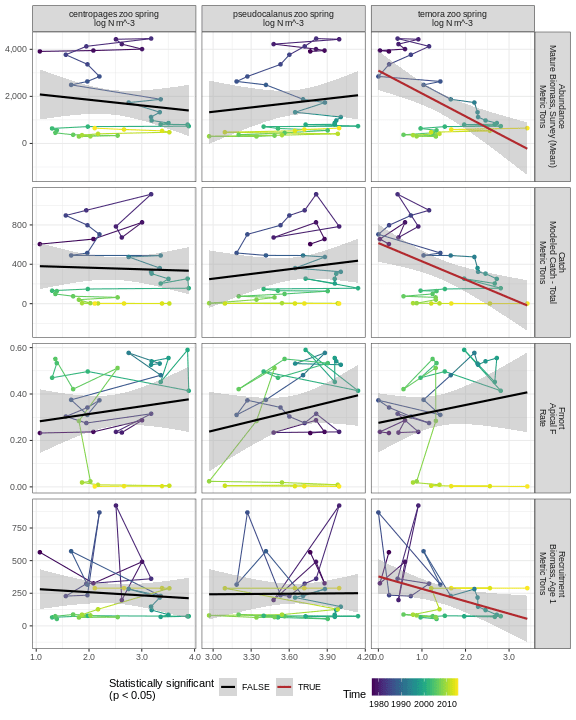 centropages zoo spring
log N m^-3
pseudocalanus zoo spring
log N m^-3
temora zoo spring
log N m^-3
4,000
2,000
0
Abundance
Mature Biomass, Survey (Mean)
Metric Tons
800
400
0
Catch
Modeled Catch - Total
Metric Tons
0.60
0.40
0.20
0.00
Fmort
Apical F
Rate
750
500
250
0
Recruitment
Biomass, Age 1
Metric Tons
1.0 2.0 3.0 4.0
3.00 3.30 3.60 3.90 4.20
0.0 1.0 2.0 3.0
Statistically significant
(p < 0.05)
FALSE
TRUE
Time
1980 1990 2000 2010